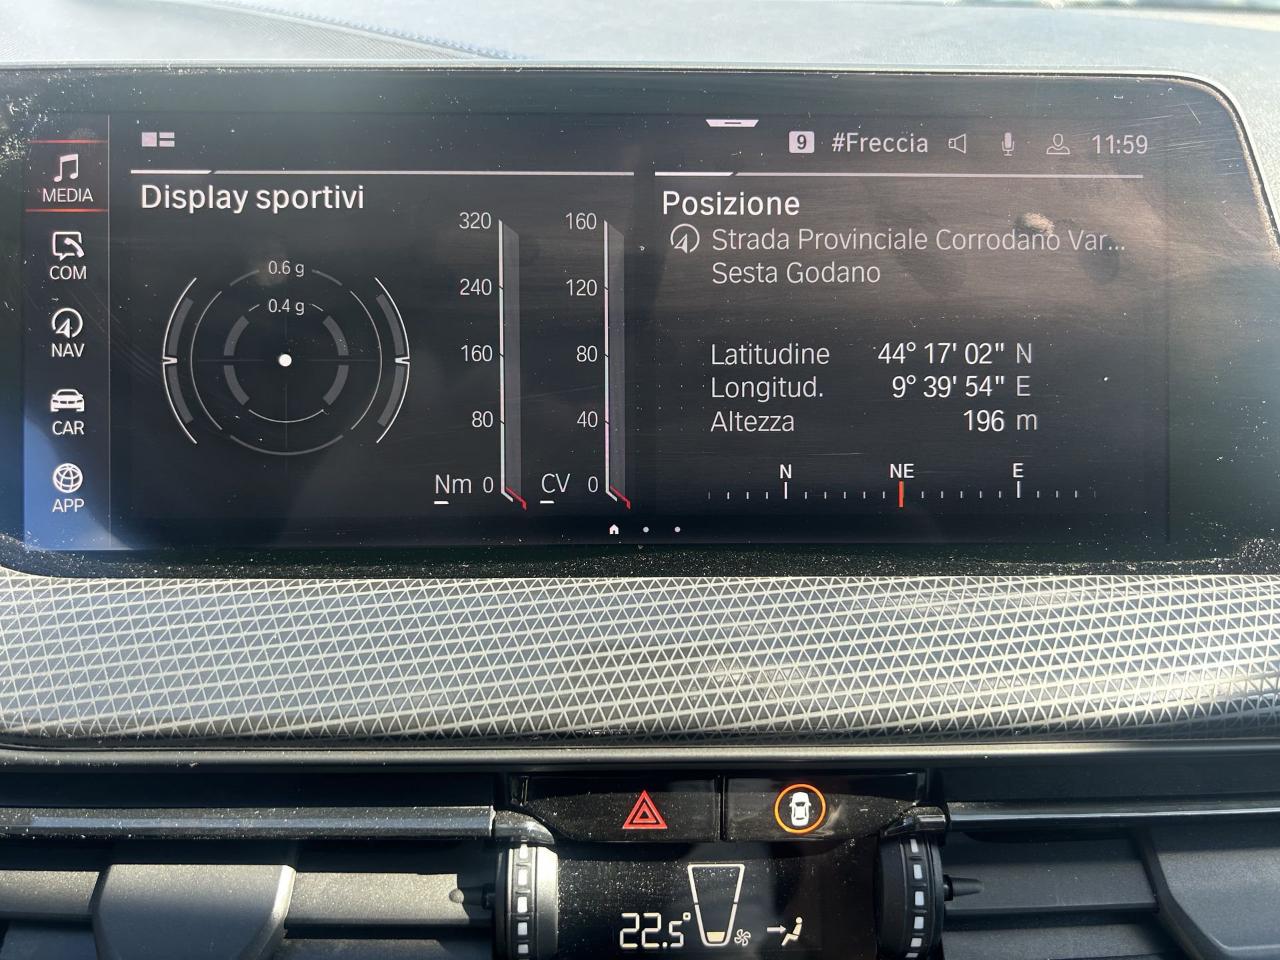 9 #Freccia 11:59
MEDIA
COM
NAV
CAR
APP
Display sportivi
0.6 g
0.4 g
320
240
160
80
Nm 0
160
120
80
40
CV 0
Posizione
Strada Provinciale Corrodano Var...
Sesta Godano
Latitudine 44° 17' 02" N
Longitud. 9° 39' 54" E
Altezza 196 m
N NE E
22.5°